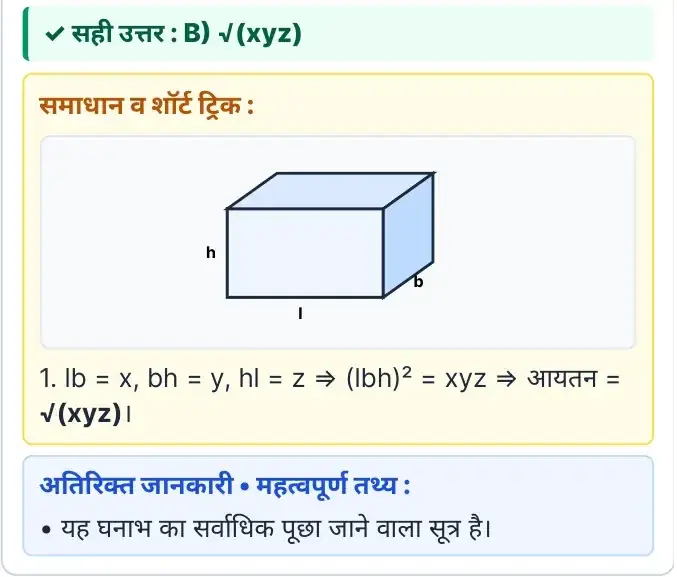 ✓ सही उत्तर : B) √(xyz)
समाधान व शॉर्ट ट्रिक :
h
b
l
1. lb = x, bh = y, hl = z ⇒ (lbh)² = xyz ⇒ आयतन =
√(xyz)।
अतिरिक्त जानकारी • महत्वपूर्ण तथ्य :
• यह घनाभ का सर्वाधिक पूछा जाने वाला सूत्र है।